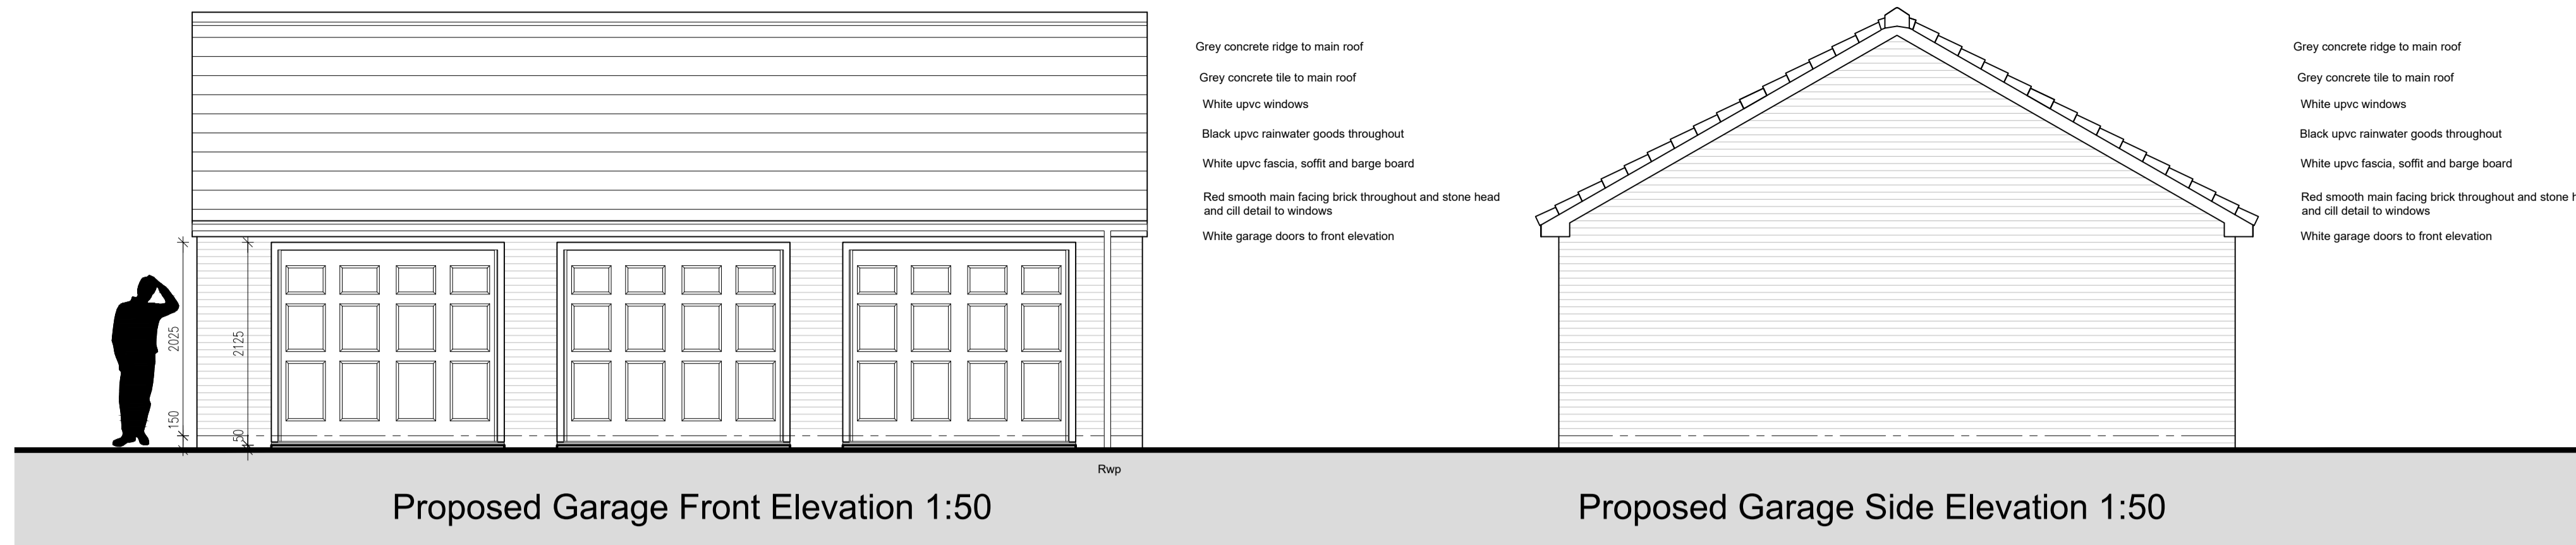 Grey concrete ridge to main roof
Grey concrete tile to main roof
White upvc windows
Black upvc rainwater goods throughout
White upvc fascia, soffit and barge board
Red smooth main facing brick throughout and stone head
and cill detail to windows
White garage doors to front elevation
2025
2125
150
50
Rwp
Proposed Garage Front Elevation 1:50
Grey concrete ridge to main roof
Grey concrete tile to main roof
White upvc windows
Black upvc rainwater goods throughout
White upvc fascia, soffit and barge board
Red smooth main facing brick throughout and stone
and cill detail to windows
White garage doors to front elevation
Proposed Garage Side Elevation 1:50